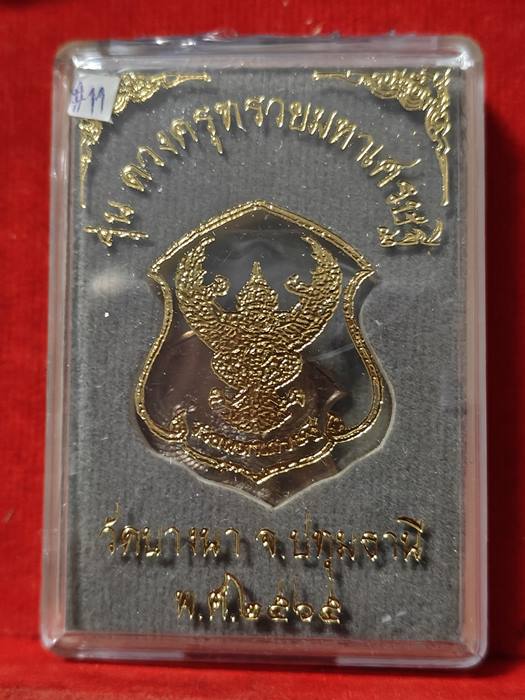 #11
รุ่น ดวงครุฑรวยมหาเศรษฐี
วัดบางนา จ.ปทุมธานี
พ.ศ.๒๕๖๕